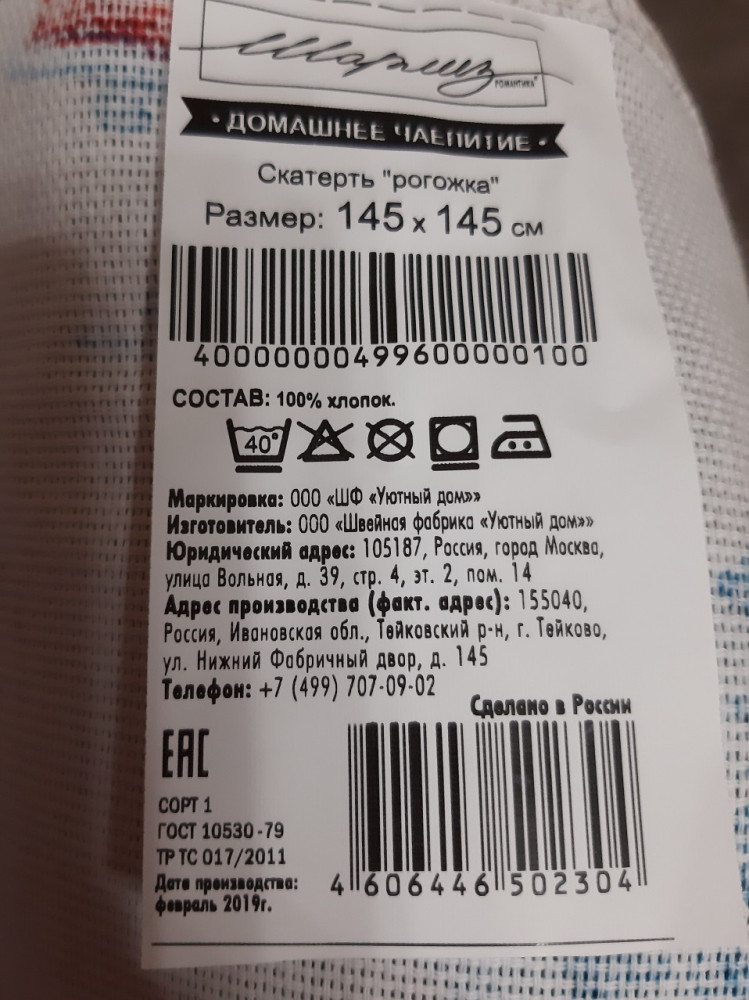 Шармэ
РОМАНТИКА
• ДОМАШНЕЕ ЧАЕПИТИЕ •
Скатерть "рогожка"
Размер: 145 х 145 см
40000000499600000100
СОСТАВ: 100% хлопок.
40°
Маркировка: ООО «ШФ «Уютный дом»»
Изготовитель: ООО «Швейная фабрика «Уютный дом»»
Юридический адрес: 105187, Россия, город Москва,
улица Вольная, д. 39, стр. 4, эт. 2, пом. 14
Адрес производства (факт. адрес): 155040,
Россия, Ивановская обл., Тейковский р-н, г. Тейково,
ул. Нижний Фабричный двор, д. 145
Телефон: +7 (499) 707-09-02
Сделано в России
EAC
СОРТ 1
ГОСТ 10530-79
ТР ТС 017/2011
Дата производства:
февраль 2019г.
4 606446 502304